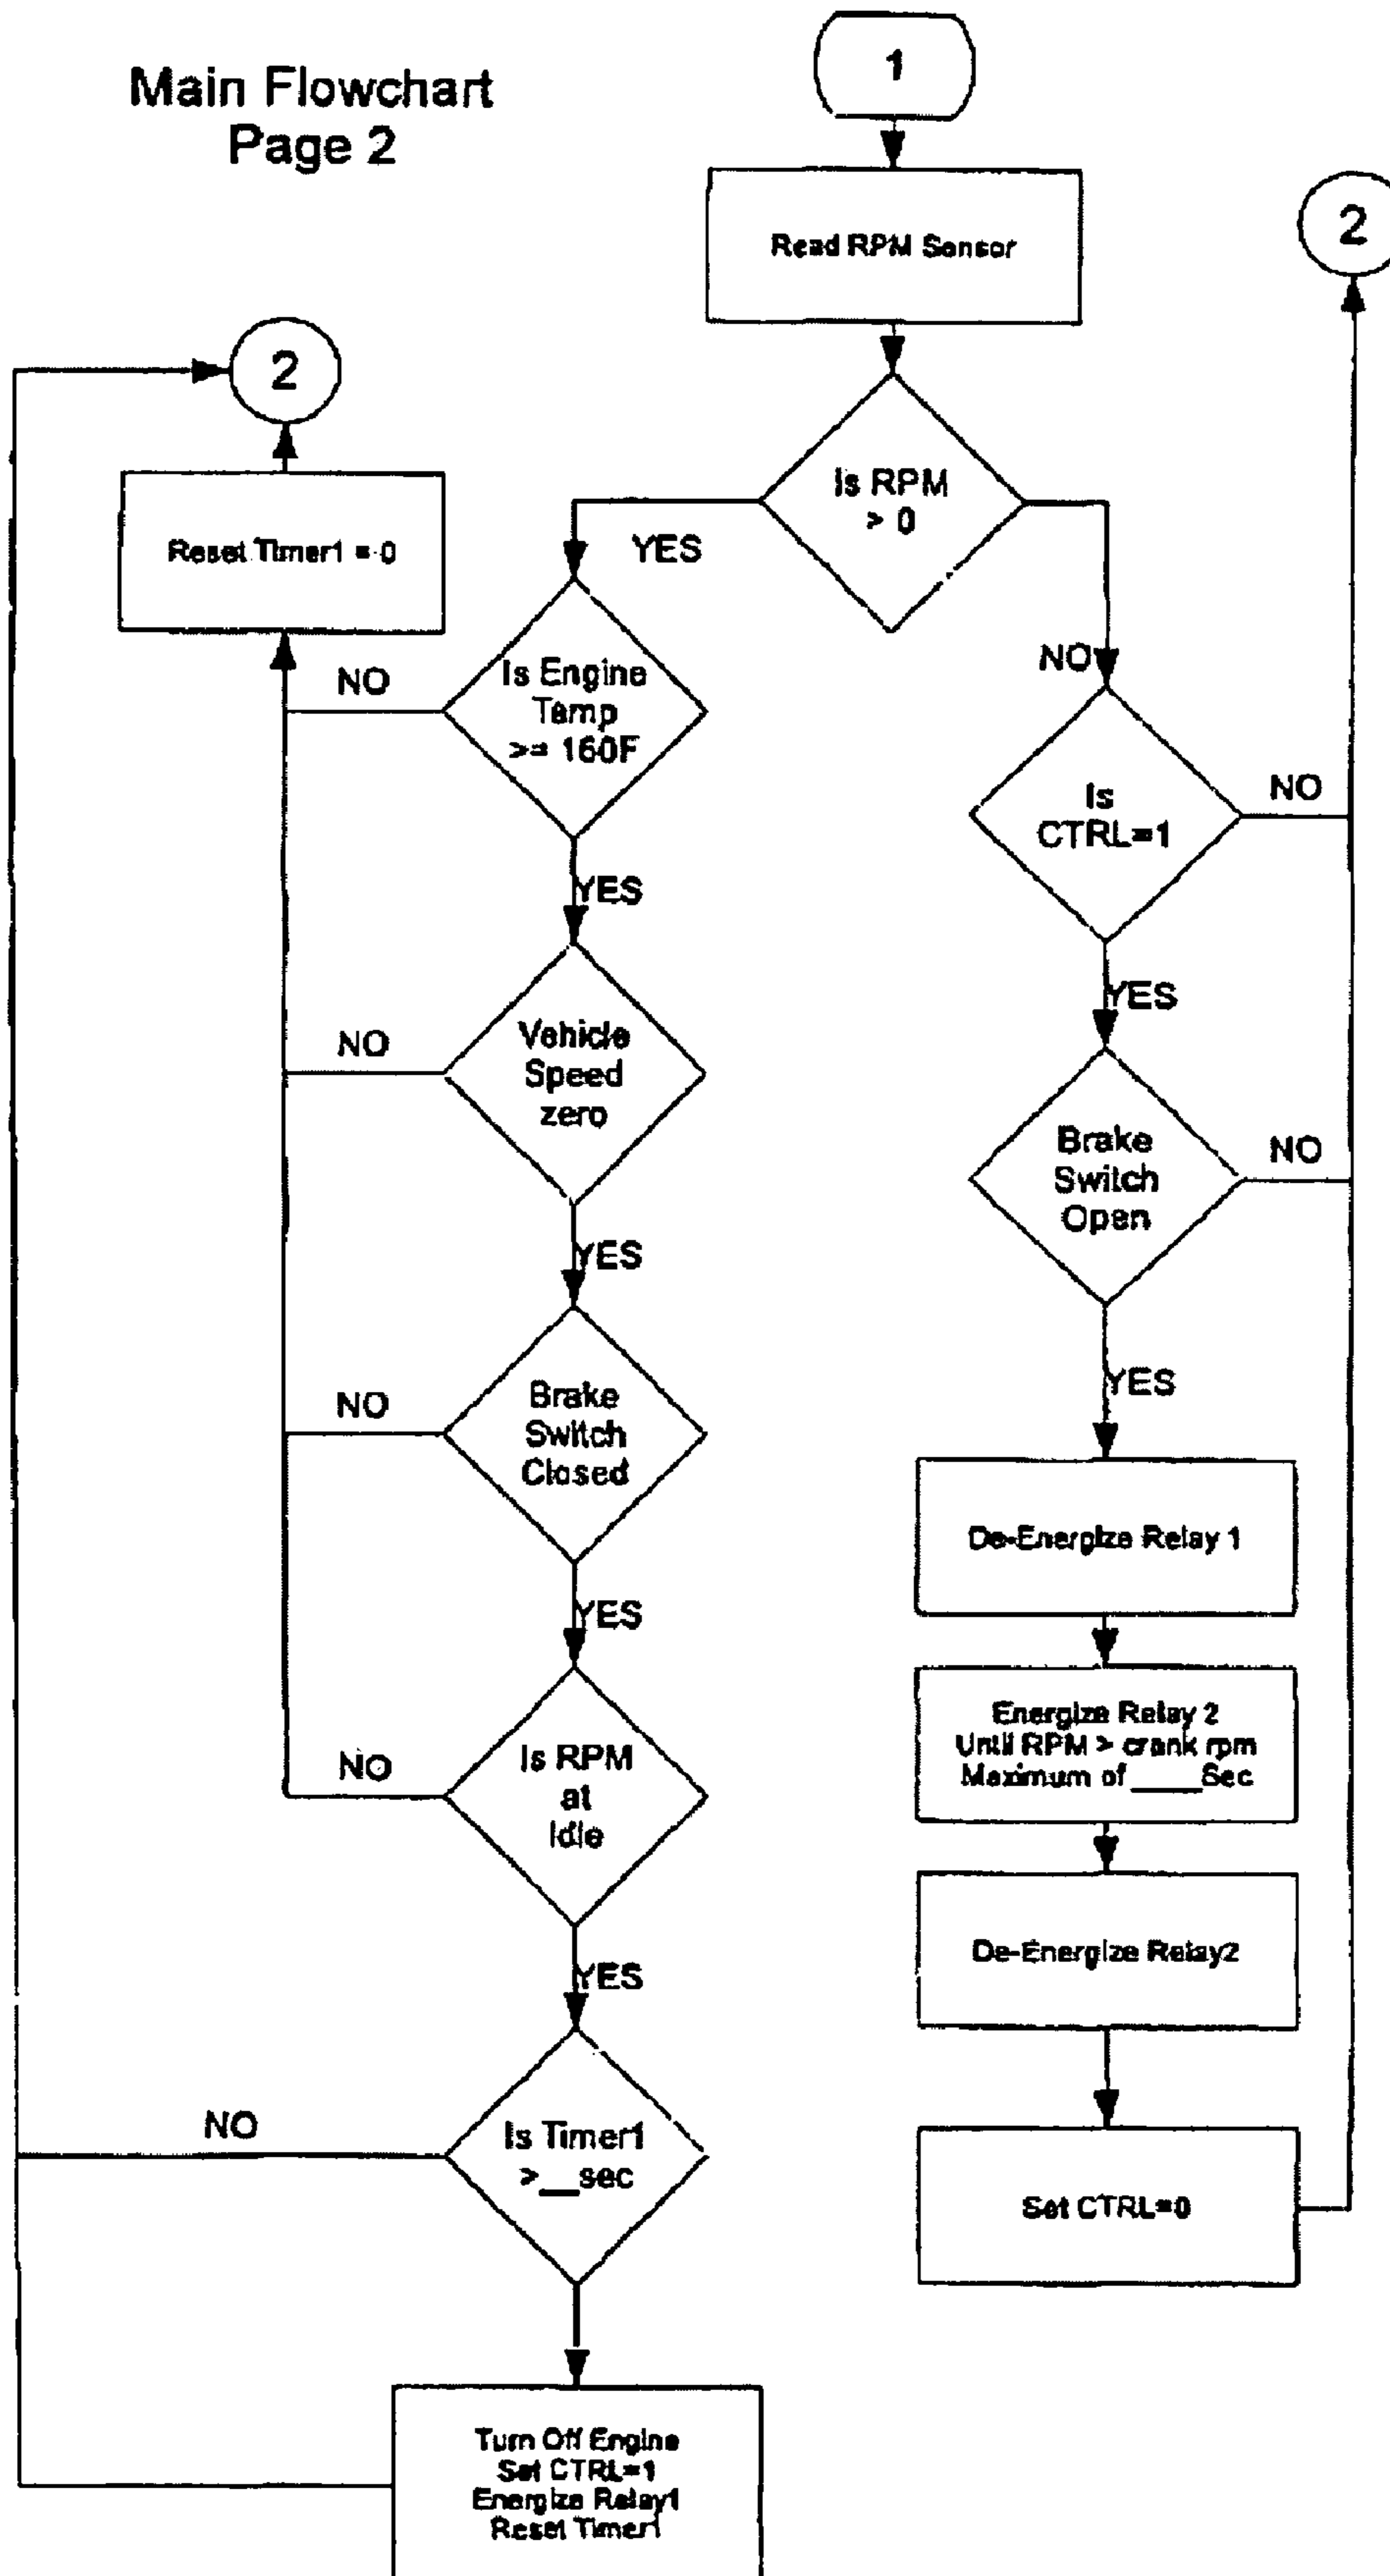 Main Flowchart
Page 2
1
Read RPM Sensor
2
2
Is RPM
> 0
YES
NO
Reset Timer1 = 0
Is Engine
Temp
>= 160F
NO
YES
Vehicle
Speed
zero
NO
YES
Brake
Switch
Closed
NO
YES
Is RPM
at
Idle
NO
YES
Is Timer1
>__sec
NO
Turn Off Engine
Set CTRL=1
Energize Relay1
Reset Timer1
Is
CTRL=1
NO
YES
Brake
Switch
Open
NO
YES
De-Energize Relay 1
Energize Relay 2
Until RPM > crank rpm
Maximum of ____Sec
De-Energize Relay2
Set CTRL=0